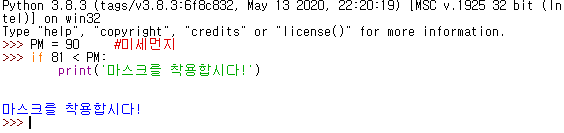 Python 3.8.3 (tags/v3.8.3:6f8c832, May 13 2020, 22:20:19) [MSC v.1925 32 bit (In
tel)] on win32
Type "help", "copyright", "credits" or "license()" for more information.
>>> PM = 90     #미세먼지
>>> if 81 < PM:
        print('마스크를 착용합시다!')

마스크를 착용합시다!
>>>